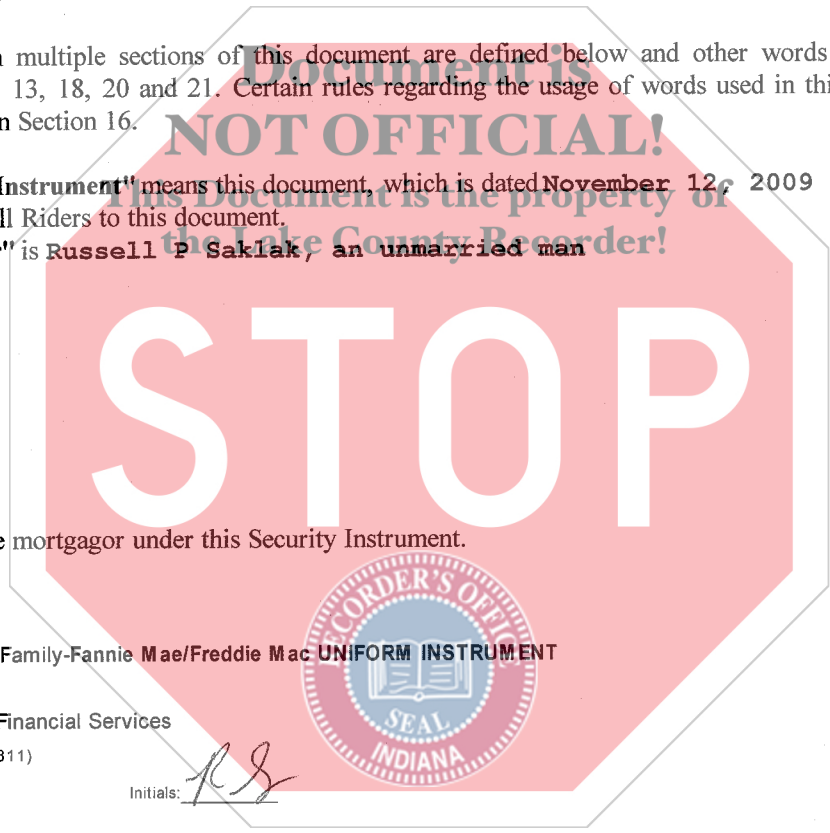 multiple sections of this document are defined below and other words
13, 18, 20 and 21. Certain rules regarding the usage of words used in thi
n Section 16.
Document is
NOT OFFICIAL!
This Document is the property of
the Lake County Recorder!
Instrument" means this document, which is dated November 12, 2009
ll Riders to this document.
" is Russell P Saklak, an unmarried man
STOP
e mortgagor under this Security Instrument.
RECORDER'S OFFICE
SEAL
INDIANA
Family-Fannie Mae/Freddie Mac UNIFORM INSTRUMENT
Financial Services
311)
Initials: RS